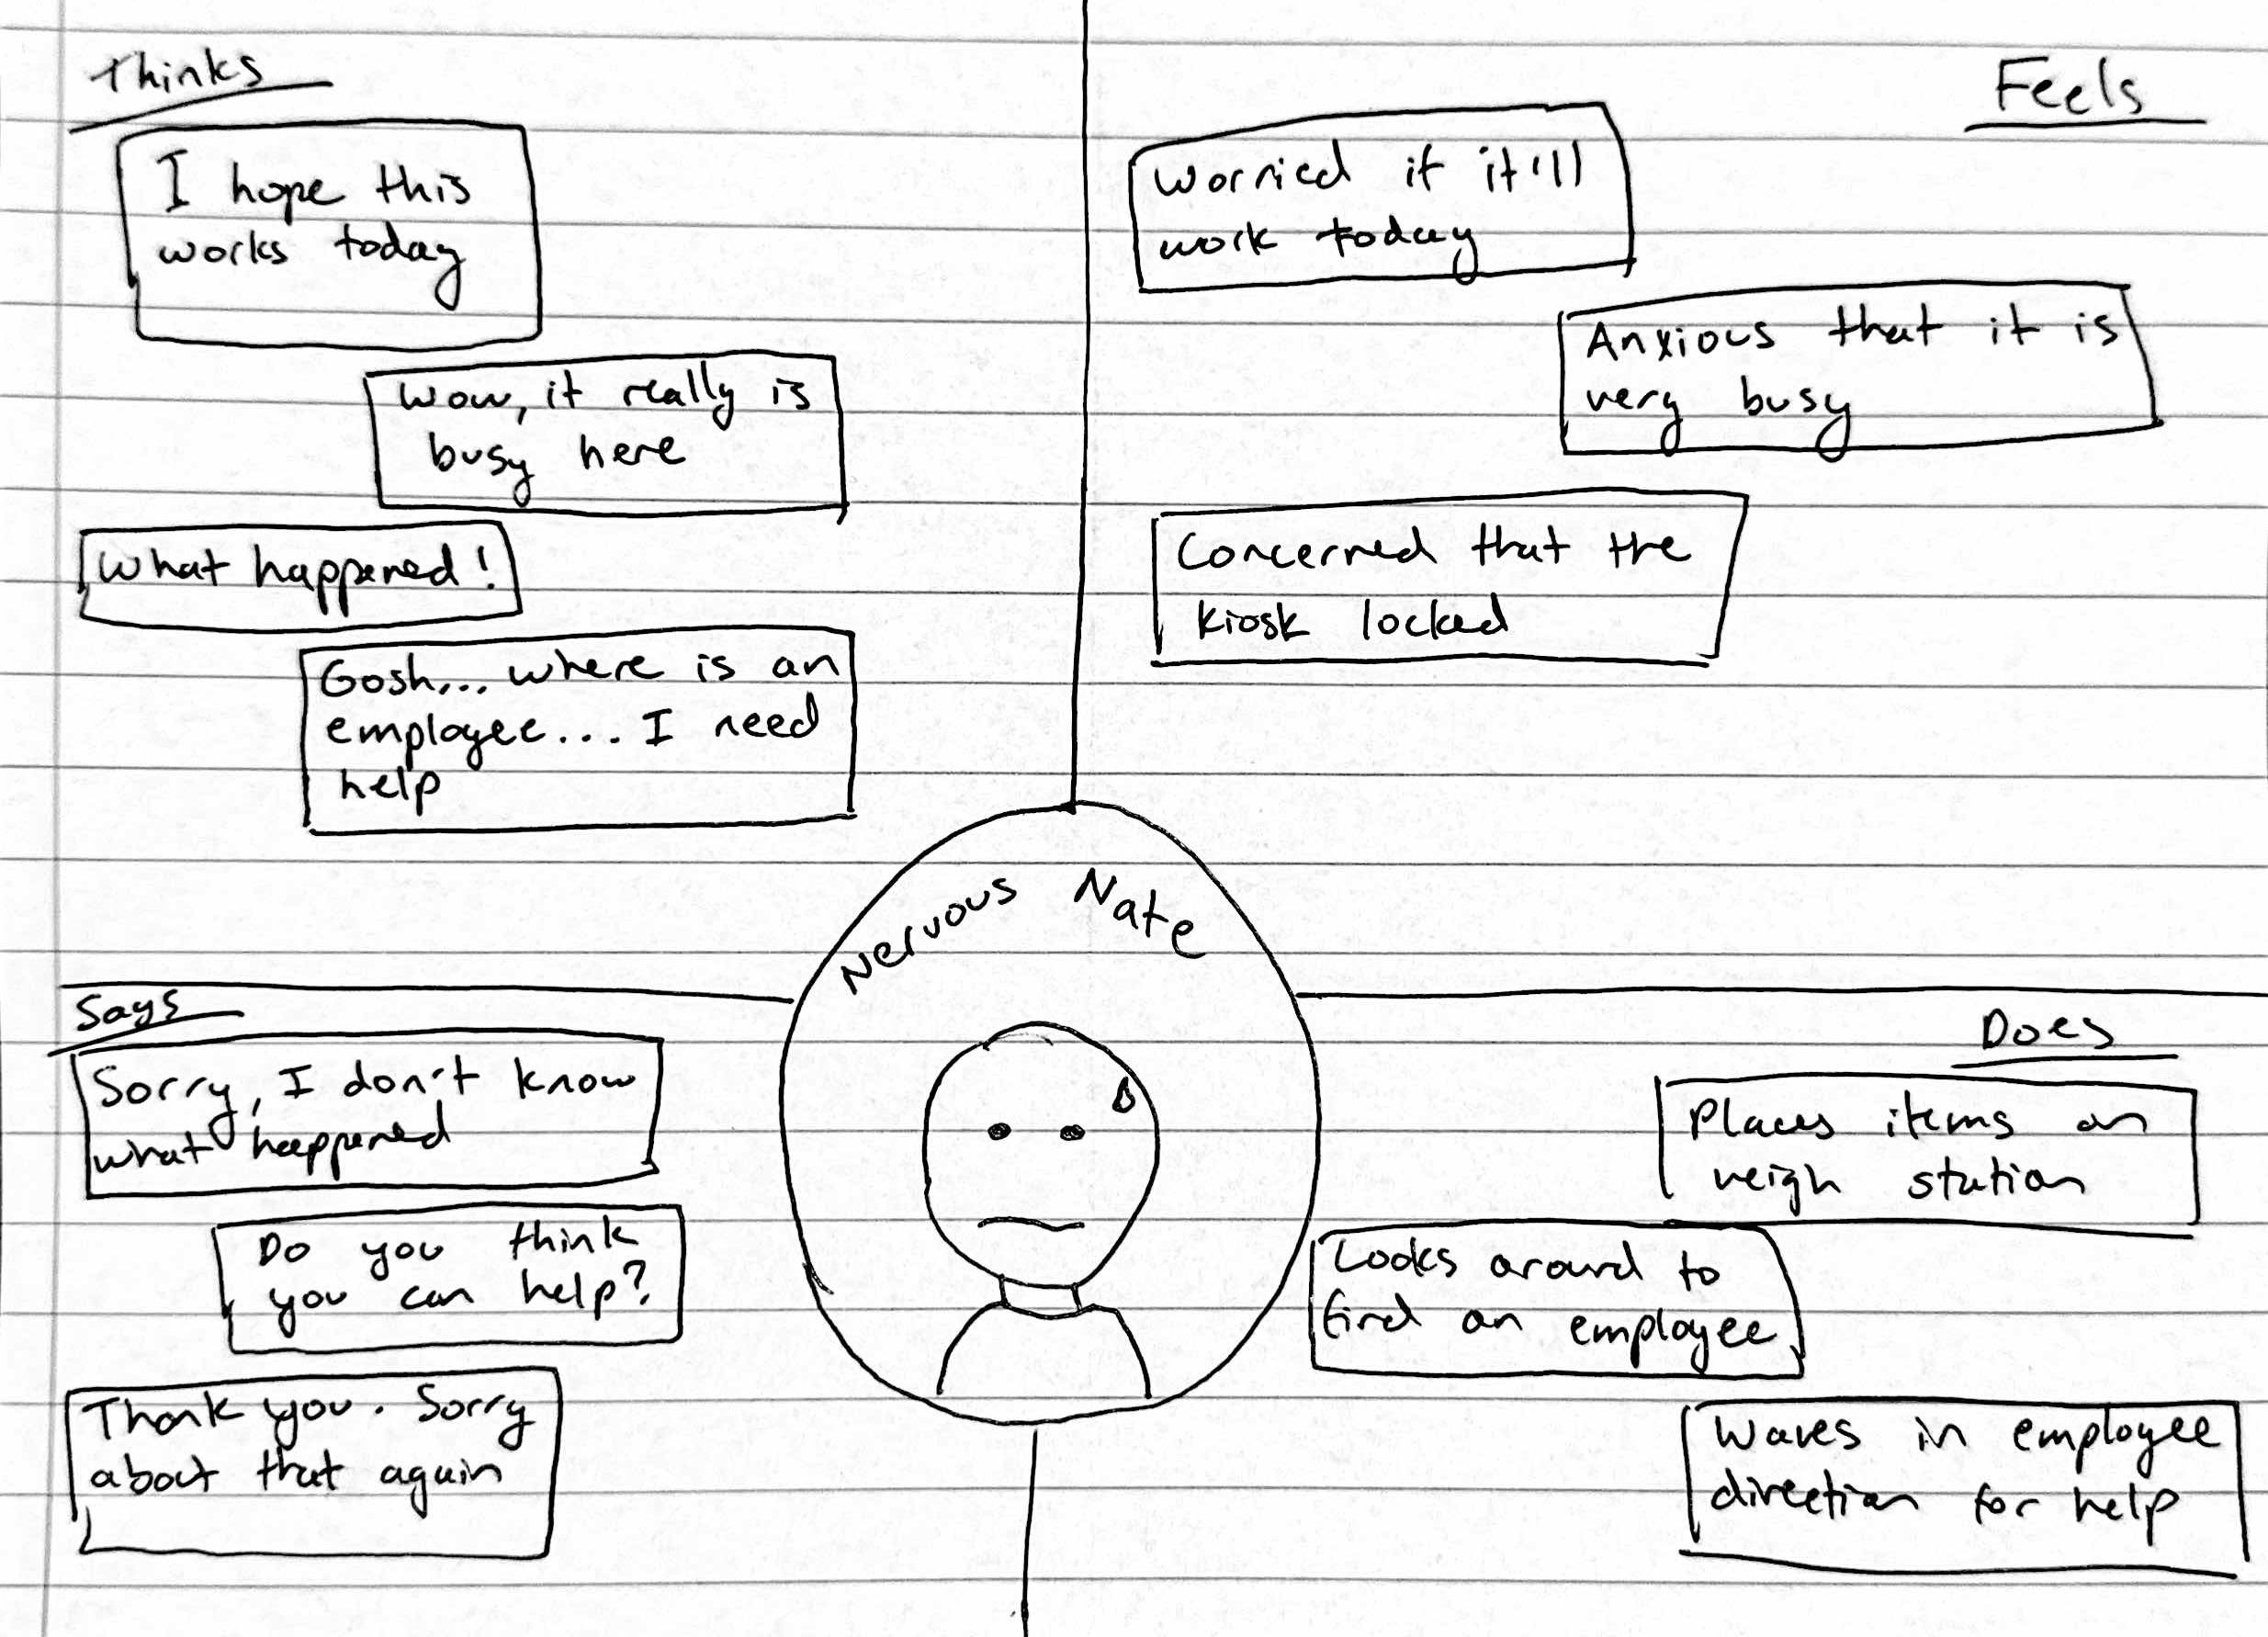 Thinks
I hope this
works today
Wow, it really is
busy here
What happened!
Gosh... where is an
employee... I need
help
Feels
Worried if it'll
work today
Anxious that it is
very busy
Concerned that the
kiosk locked
Nervous Nate
Says
Sorry, I don't know
what happened
Do you think
you can help?
Thank you. Sorry
about that again
Does
Places items on
weigh station
Looks around to
find an employee
Waves in employee
direction for help